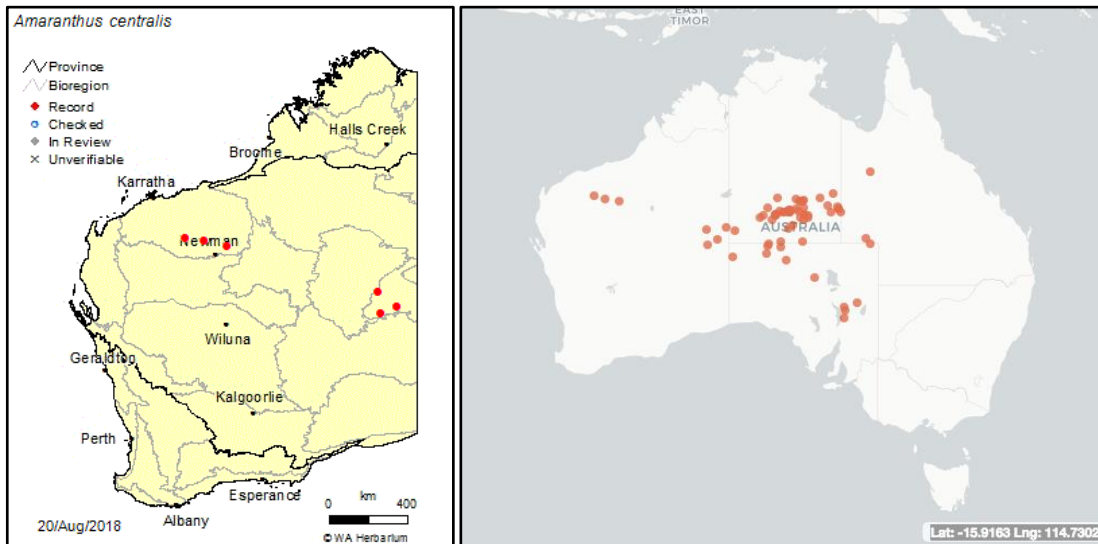 Amaranthus centralis
Province
Bioregion
Record
Checked
In Review
Unverifiable
Halls Creek
Broome
Karratha
Newman
Wiluna
Geraldton
Kalgoorlie
Perth
Esperance
Albany
km
0 400
20/Aug/2018
© WA Herbarium
EAST
TIMOR
AUSTRALIA
Lat: -15.9163 Lng: 114.7302